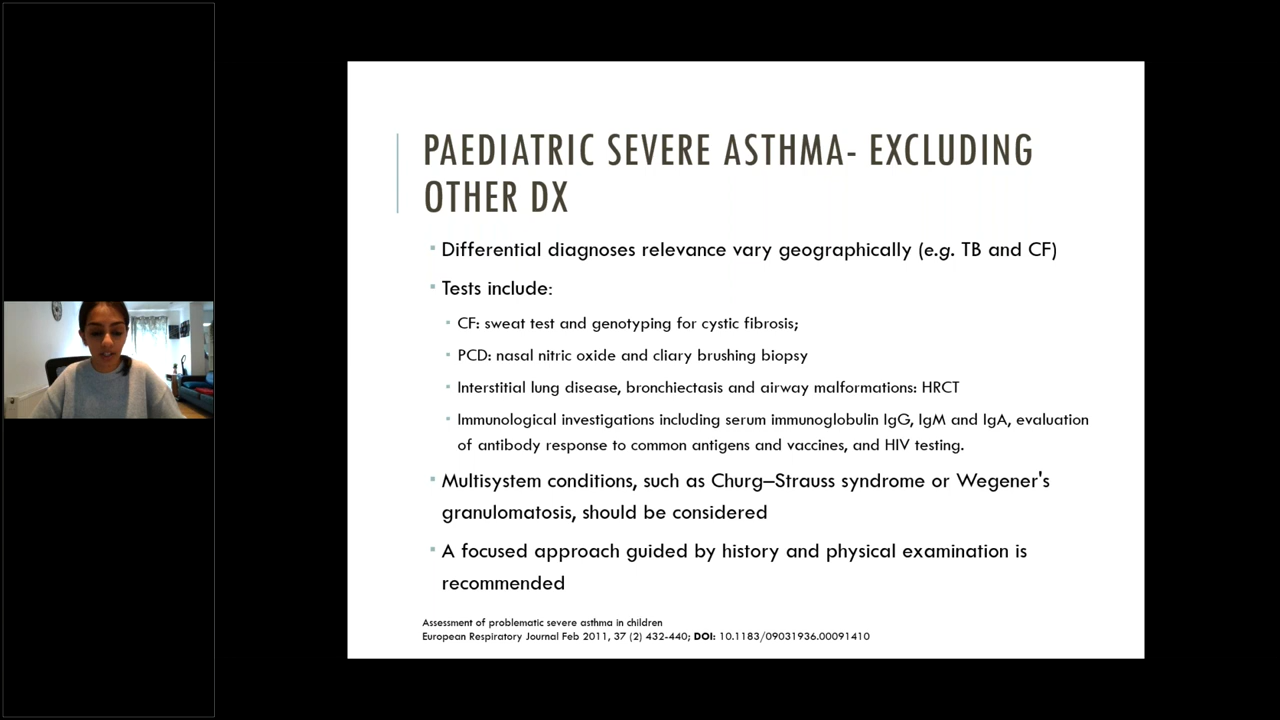 PAEDIATRIC SEVERE ASTHMA- EXCLUDING
OTHER DX
Differential diagnoses relevance vary geographically (e.g. TB and CF)
Tests include:
CF: sweat test and genotyping for cystic fibrosis;
PCD: nasal nitric oxide and cliary brushing biopsy
Interstitial lung disease, bronchiectasis and airway malformations: HRCT
Immunological investigations including serum immunoglobulin IgG, IgM and IgA, evaluation
of antibody response to common antigens and vaccines, and HIV testing.
Multisystem conditions, such as Churg–Strauss syndrome or Wegener's
granulomatosis, should be considered
A focused approach guided by history and physical examination is
recommended
Assessment of problematic severe asthma in children
European Respiratory Journal Feb 2011, 37 (2) 432-440; DOI: 10.1183/09031936.00091410